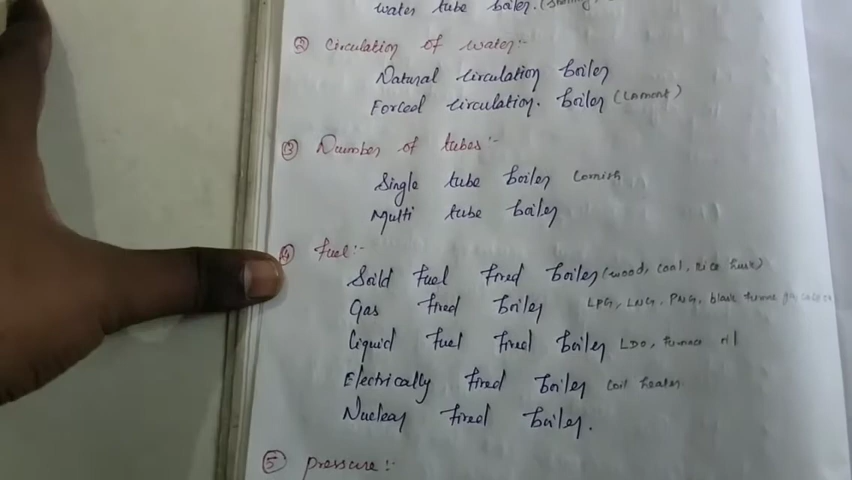 water tube boiler.
② Circulation of water:-
Natural circulation boiler
Forced circulation. boiler (Lamont)
③ Number of tubes:-
Single tube boiler Cornish
Multi tube boiler
④ Fuel:-
Soild fuel fired boiler (wood, coal, rice husk)
Gas fired boiler LPG, LNG, PNG, blast furnace gas
Liquid fuel fired boiler LDO, furnace oil
Electrically fired boiler coil heater
Nuclear fired boiler.
⑤ pressure:-